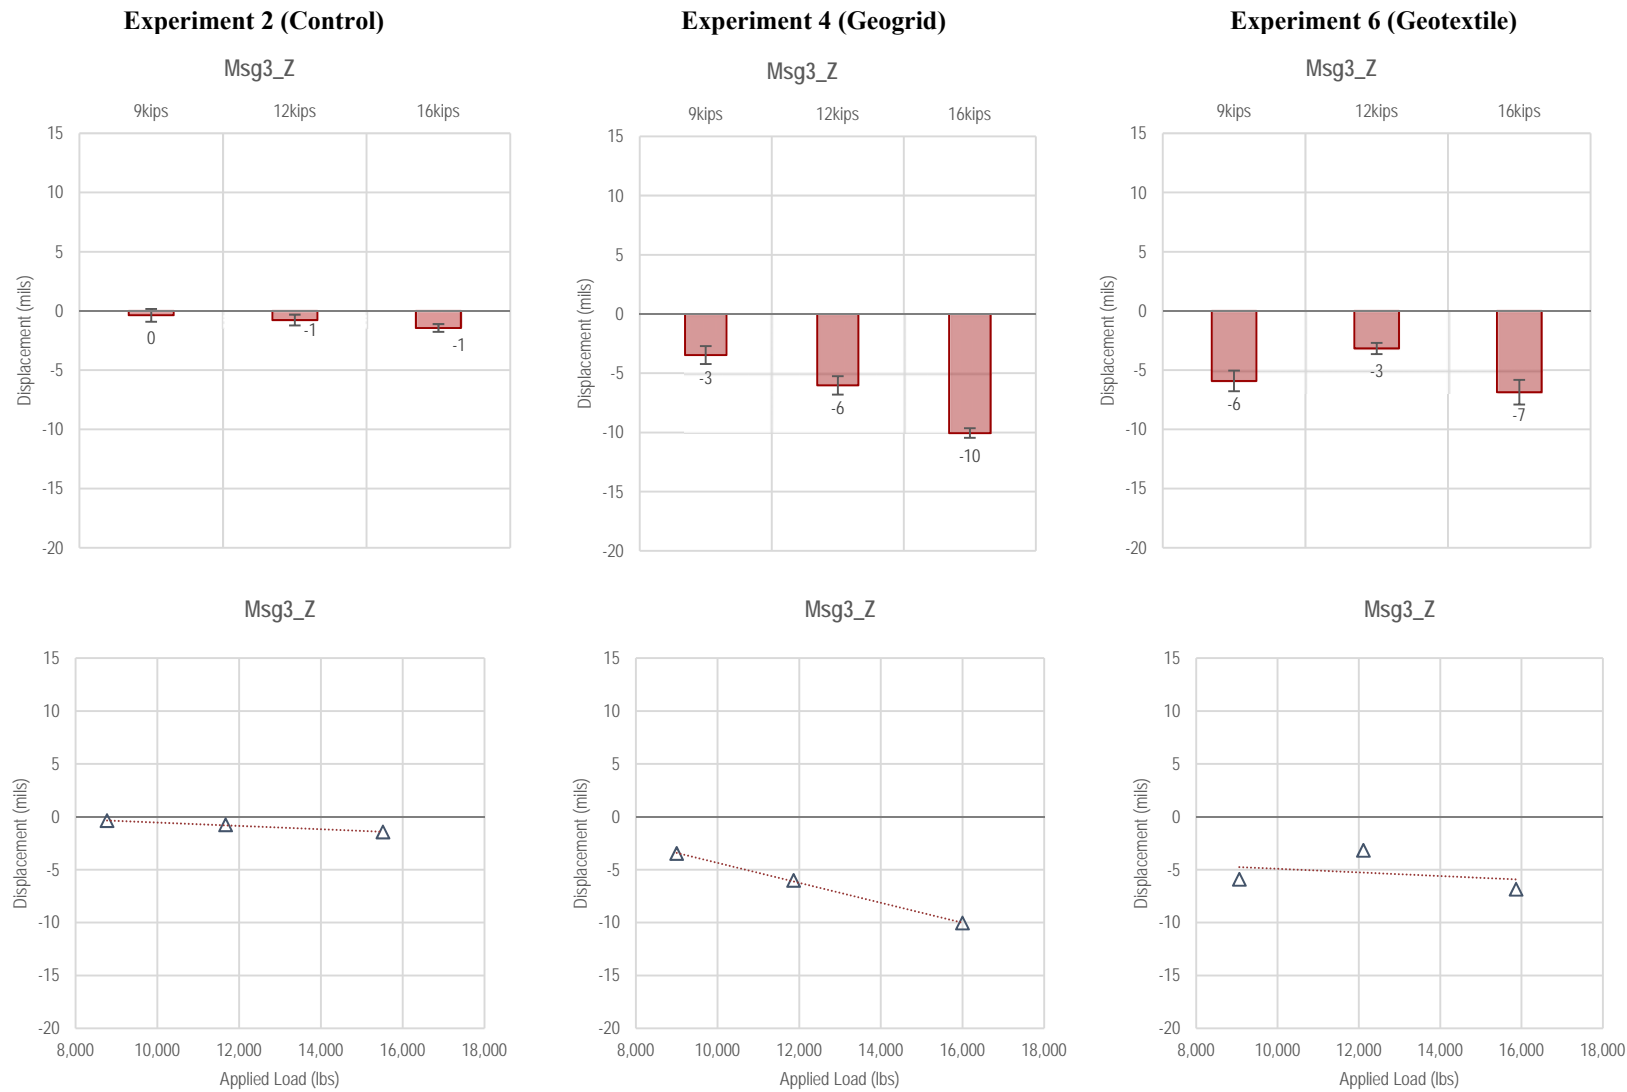 Experiment 2 (Control)
Experiment 4 (Geogrid)
Experiment 6 (Geotextile)
Msg3_Z
9kips 12kips 16kips
15
10
5
0
-5
-10
-15
-20
Displacement (mils)
0
-1
-1
Msg3_Z
9kips 12kips 16kips
15
10
5
0
-5
-10
-15
-20
Displacement (mils)
-3
-6
-10
Msg3_Z
9kips 12kips 16kips
15
10
5
0
-5
-10
-15
-20
Displacement (mils)
-6
-3
-7
Msg3_Z
15
10
5
0
-5
-10
-15
-20
Displacement (mils)
8,000 10,000 12,000 14,000 16,000 18,000
Applied Load (lbs)
Msg3_Z
15
10
5
0
-5
-10
-15
-20
Displacement (mils)
8,000 10,000 12,000 14,000 16,000 18,000
Applied Load (lbs)
Msg3_Z
15
10
5
0
-5
-10
-15
-20
Displacement (mils)
8,000 10,000 12,000 14,000 16,000 18,000
Applied Load (lbs)